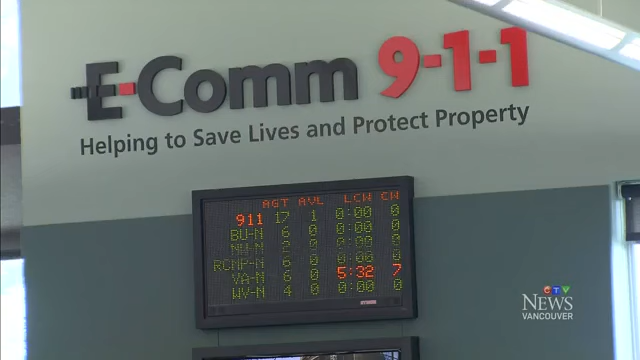 E-Comm 9-1-1
Helping to Save Lives and Protect Property
AGT AVL LCW CW
911 17 1 0:00 0
BU-N 6 0 0:00 0
NW-N 2 0 0:00 0
RCMP-N 6 0 0:00 0
VA-N 6 0 5:32 7
WV-N 4 0 0:00 0
CTV
NEWS
VANCOUVER